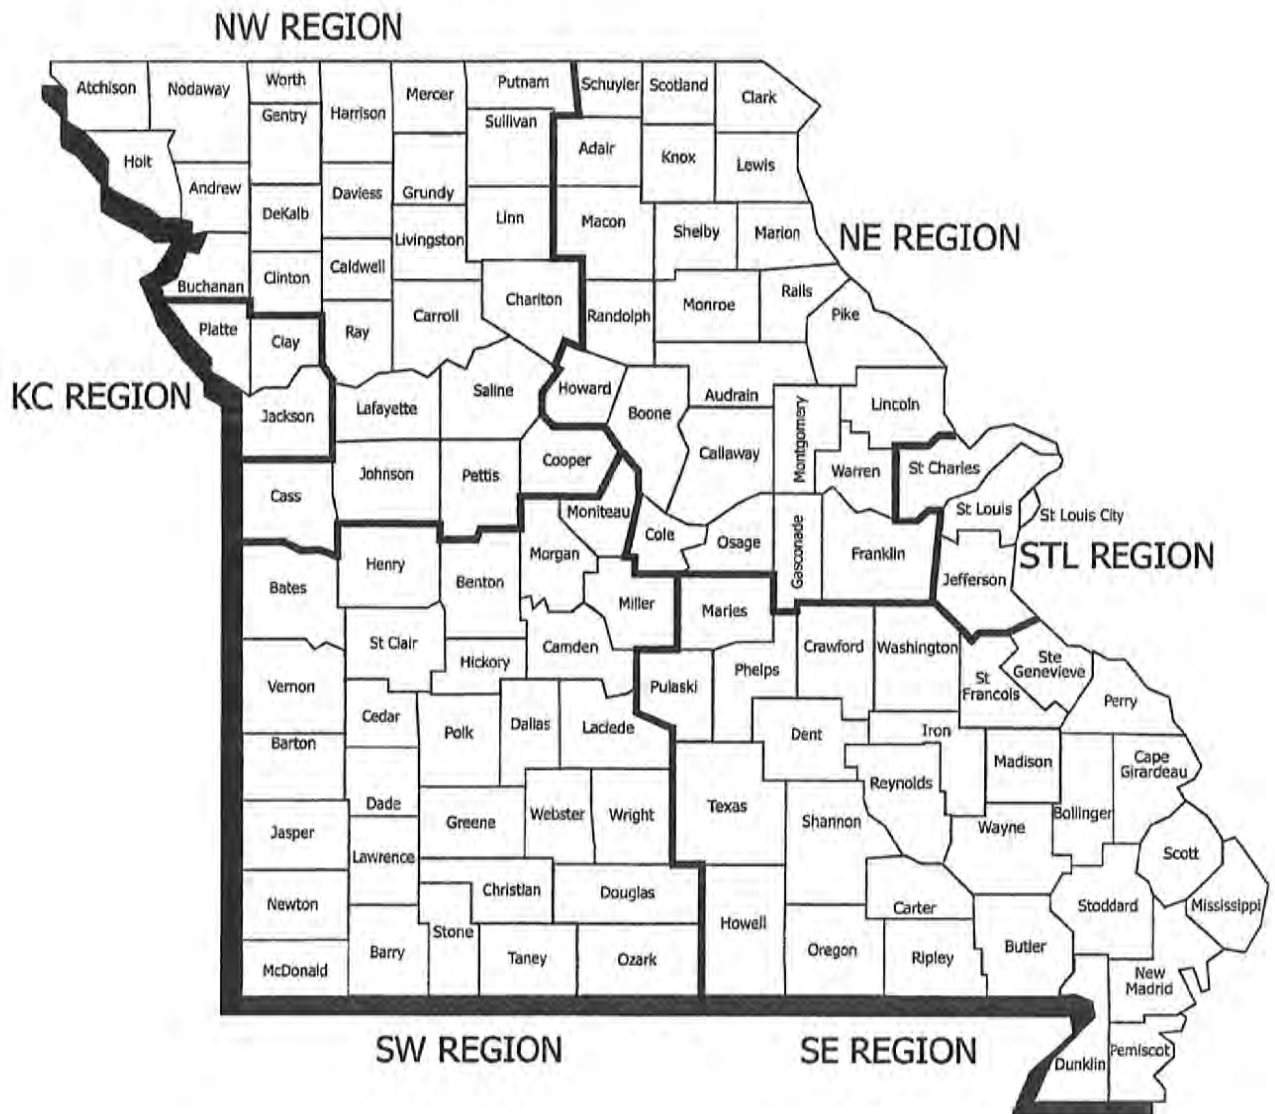 NW REGION
Atchison
Nodaway
Worth
Gentry
Harrison
Mercer
Putnam
Sullivan
Schuyler
Scotland
Clark
Holt
Andrew
DeKalb
Daviess
Grundy
Linn
Adair
Knox
Lewis
Macon
Shelby
Marion
NE REGION
Livingston
Buchanan
Clinton
Caldwell
Chariton
Carroll
Randolph
Monroe
Ralls
Pike
Platte
Clay
Ray
KC REGION
Jackson
Lafayette
Saline
Howard
Boone
Audrain
Montgomery
Lincoln
Callaway
Warren
St Charles
Cass
Johnson
Pettis
Cooper
Moniteau
Cole
Osage
Gasconade
Franklin
St Louis
St Louis City
STL REGION
Jefferson
Bates
Henry
Benton
Morgan
Miller
Maries
St Clair
Hickory
Camden
Pulaski
Phelps
Crawford
Washington
St
Francois
Ste
Genevieve
Perry
Vernon
Cedar
Polk
Dallas
Laclede
Dent
Iron
Madison
Cape
Girardeau
Barton
Dade
Greene
Webster
Wright
Texas
Shannon
Reynolds
Wayne
Bollinger
Scott
Jasper
Lawrence
Christian
Douglas
Howell
Carter
Stoddard
Mississippi
Newton
Barry
Stone
Taney
Ozark
Oregon
Ripley
Butler
New
Madrid
McDonald
SW REGION
SE REGION
Dunklin
Pemiscot